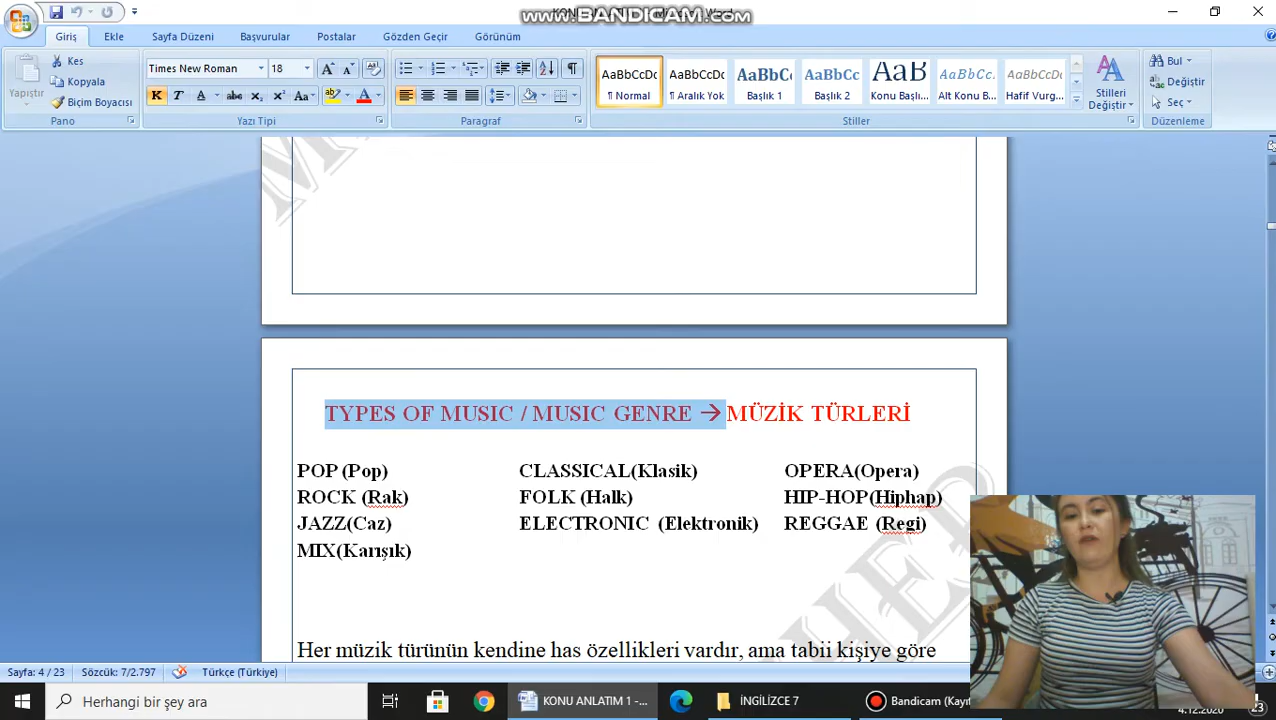 www.BANDICAM.com
Giriş Ekle Sayfa Düzeni Başvurular Postalar Gözden Geçir Görünüm
Yapıştır
Kes
Kopyala
Biçim Boyacısı
Times New Roman 18
AaBbCcDc AaBbCcDc AaBbC AaBbCc AaB AaBbCc. AaBbCcDc
¶ Normal ¶ Aralık Yok Başlık 1 Başlık 2 Konu Başlı... Alt Konu B... Hafif Vurg...
Stilleri
Değiştir
Bul
Değiştir
Seç
Pano Yazı Tipi Paragraf Stiller Düzenleme
TYPES OF MUSIC / MUSIC GENRE → MÜZİK TÜRLERİ
POP (Pop) CLASSICAL(Klasik) OPERA(Opera)
ROCK (Rak) FOLK (Halk) HIP-HOP(Hiphap)
JAZZ(Caz) ELECTRONIC (Elektronik) REGGAE (Regi)
MIX(Karışık)
Her müzik türünün kendine has özellikleri vardır, ama tabii kişiye göre
Sayfa: 4 / 23 Sözcük: 7/2.797 Türkçe (Türkiye)
Herhangi bir şey ara
KONU ANLATIM 1 -...
İNGİLİZCE 7
Bandicam (Kayıt
4.12.2020